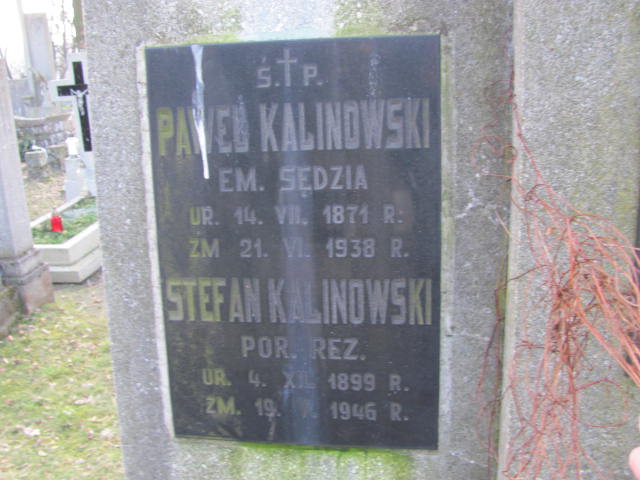 Ś. † P.
PAWEŁ KALINOWSKI
EM. SĘDZIA
UR. 14. VII. 1871 R.
ZM 21. VI. 1938 R.
STEFAN KALINOWSKI
POR. REZ.
UR. 4. XII. 1899 R.
ZM. 19. 1946 R.